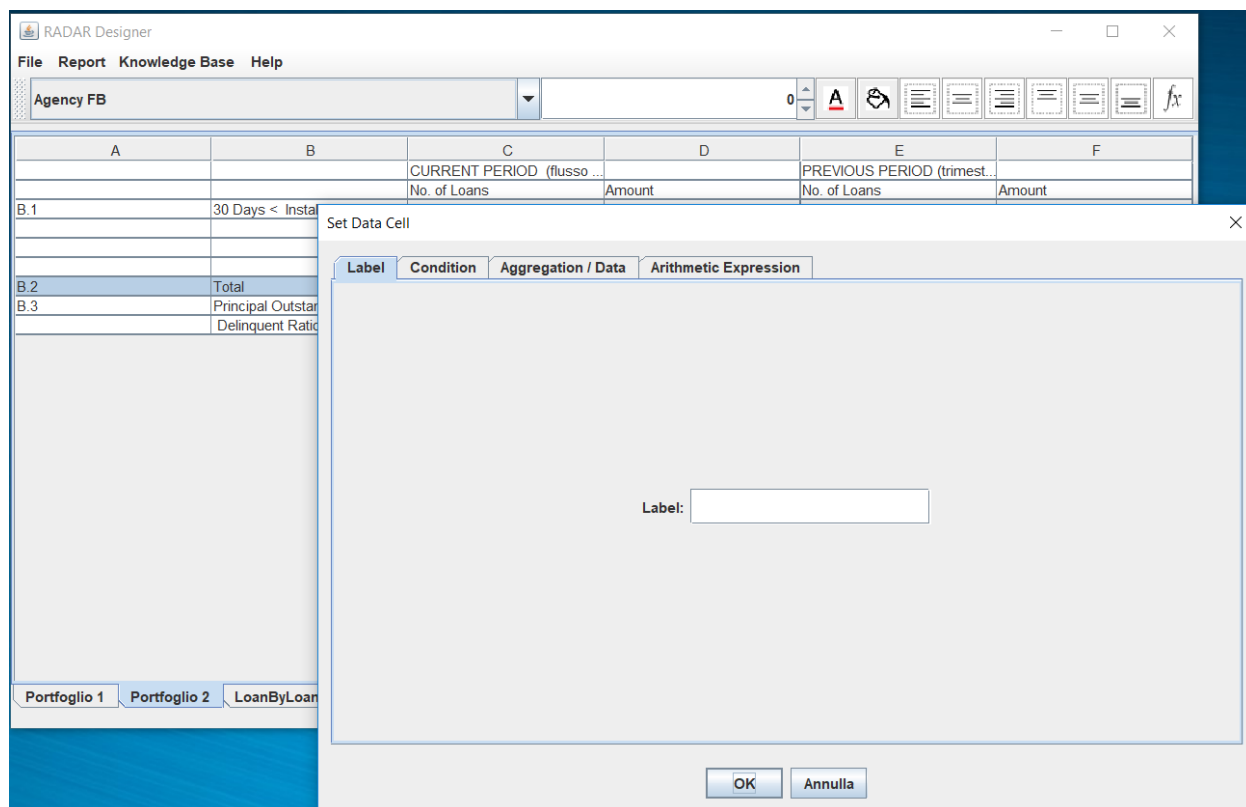 RADAR Designer
File Report Knowledge Base Help
Agency FB 0 A fx
A B C D E F
CURRENT PERIOD (flusso ... PREVIOUS PERIOD (trimest...
No. of Loans Amount No. of Loans Amount
B.1 30 Days < Instal
Set Data Cell
Label Condition Aggregation / Data Arithmetic Expression
B.2 Total
B.3 Principal Outstan
Delinquent Ratio
Label:
Portfoglio 1 Portfoglio 2 LoanByLoan
OK Annulla